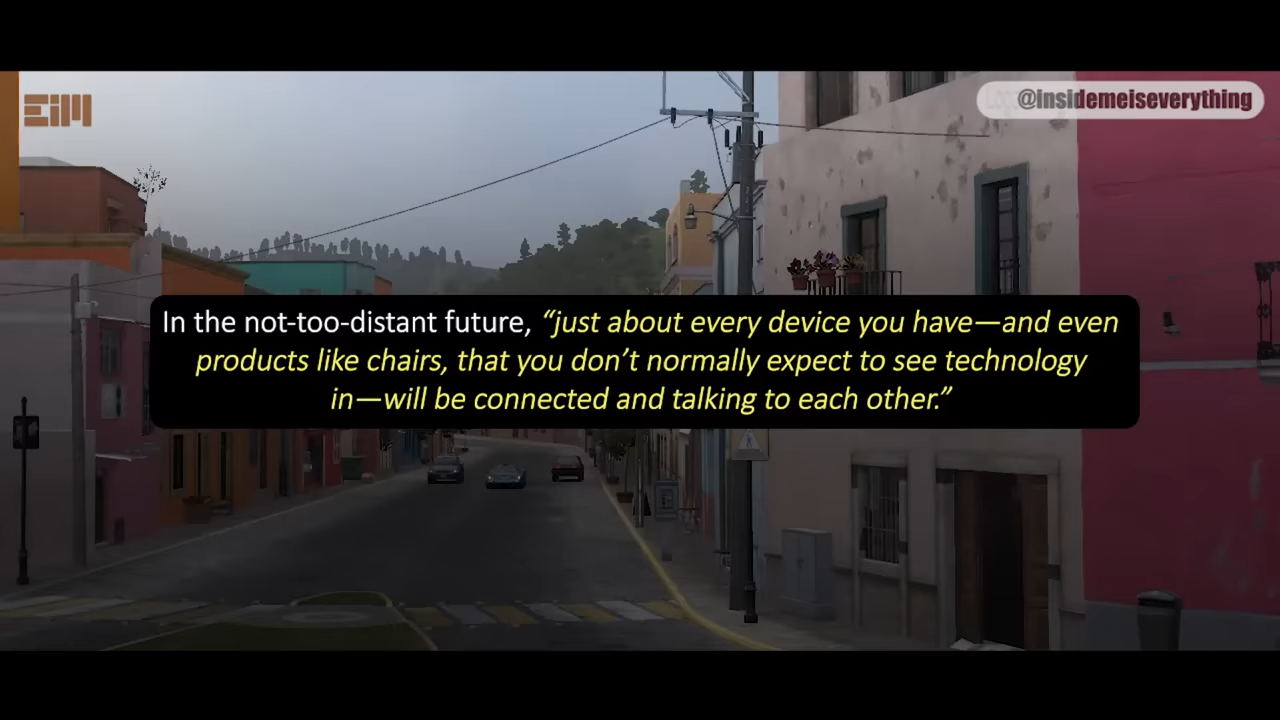 EIM
@insidemeiseverything
In the not-too-distant future, “just about every device you have—and even
products like chairs, that you don’t normally expect to see technology
in—will be connected and talking to each other.”